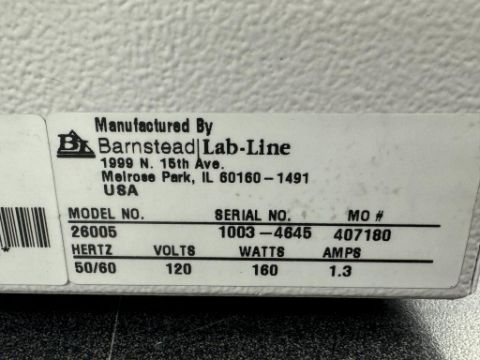 Manufactured By
Barnstead|Lab-Line
1999 N. 15th Ave.
Melrose Park, IL 60160-1491
USA
MODEL NO. SERIAL NO. MO #
26005 1003-4645 407180
HERTZ VOLTS WATTS AMPS
50/60 120 160 1.3